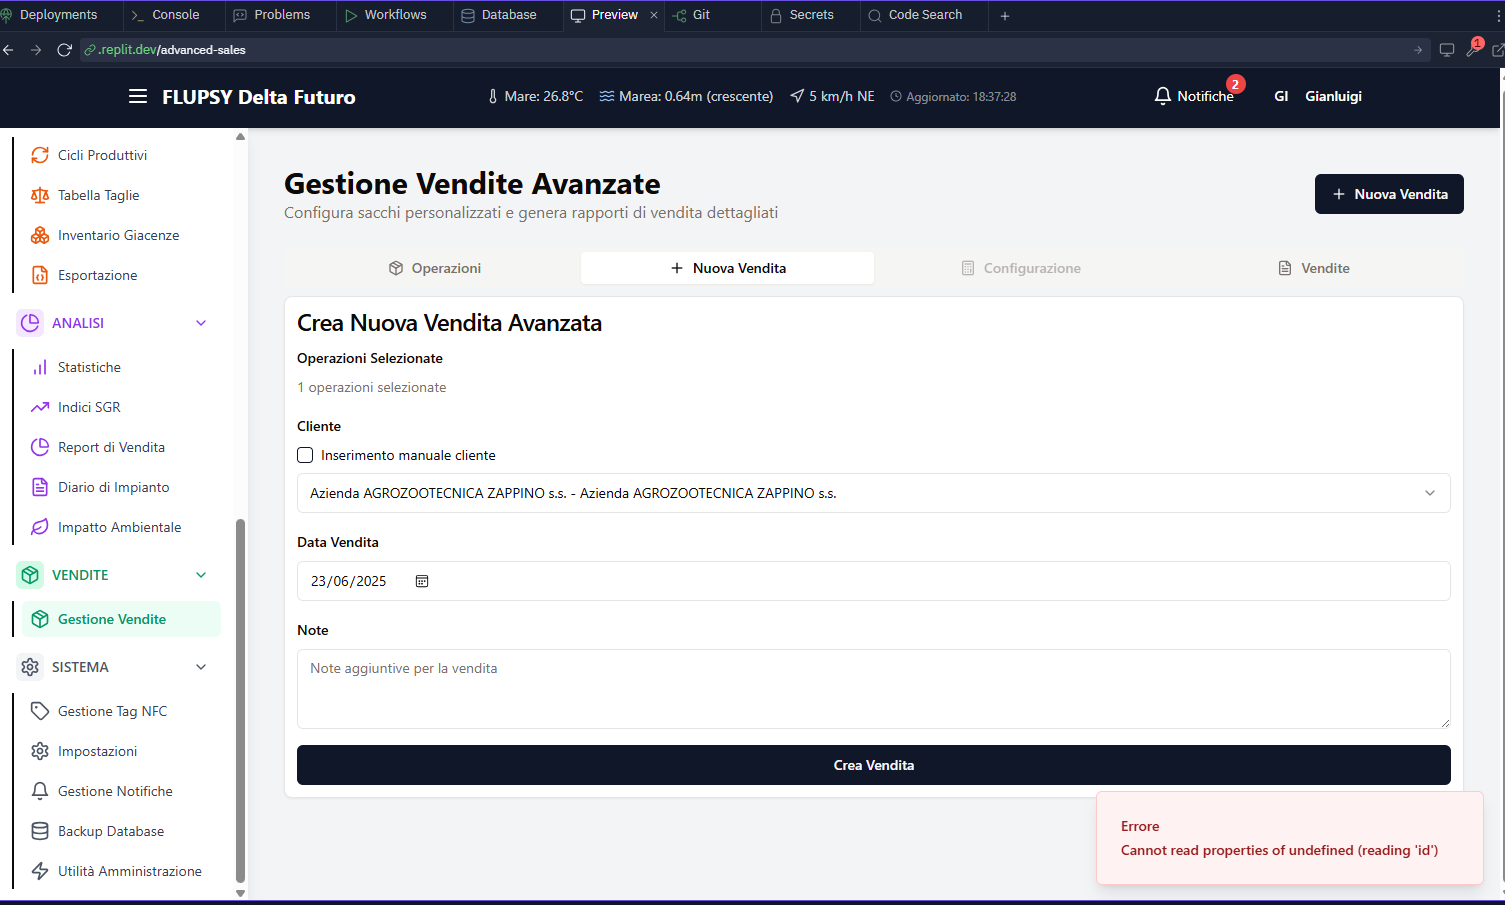 Deployments
Console
Problems
Workflows
Database
Preview
Git
Secrets
Code Search
.replit.dev/advanced-sales
1
FLUPSY Delta Futuro
Mare: 26.8°C
Marea: 0.64m (crescente)
5 km/h NE
Aggiornato: 18:37:28
Notifiche
2
GI
Gianluigi
Cicli Produttivi
Tabella Taglie
Inventario Giacenze
Esportazione
ANALISI
Statistiche
Indici SGR
Report di Vendita
Diario di Impianto
Impatto Ambientale
VENDITE
Gestione Vendite
SISTEMA
Gestione Tag NFC
Impostazioni
Gestione Notifiche
Backup Database
Utilità Amministrazione
Gestione Vendite Avanzate
Configura sacchi personalizzati e genera rapporti di vendita dettagliati
Nuova Vendita
Operazioni
Nuova Vendita
Configurazione
Vendite
Crea Nuova Vendita Avanzata
Operazioni Selezionate
1 operazioni selezionate
Cliente
Inserimento manuale cliente
Azienda AGROZOOTECNICA ZAPPINO s.s. - Azienda AGROZOOTECNICA ZAPPINO s.s.
Data Vendita
23/06/2025
Note
Note aggiuntive per la vendita
Crea Vendita
Errore
Cannot read properties of undefined (reading 'id')